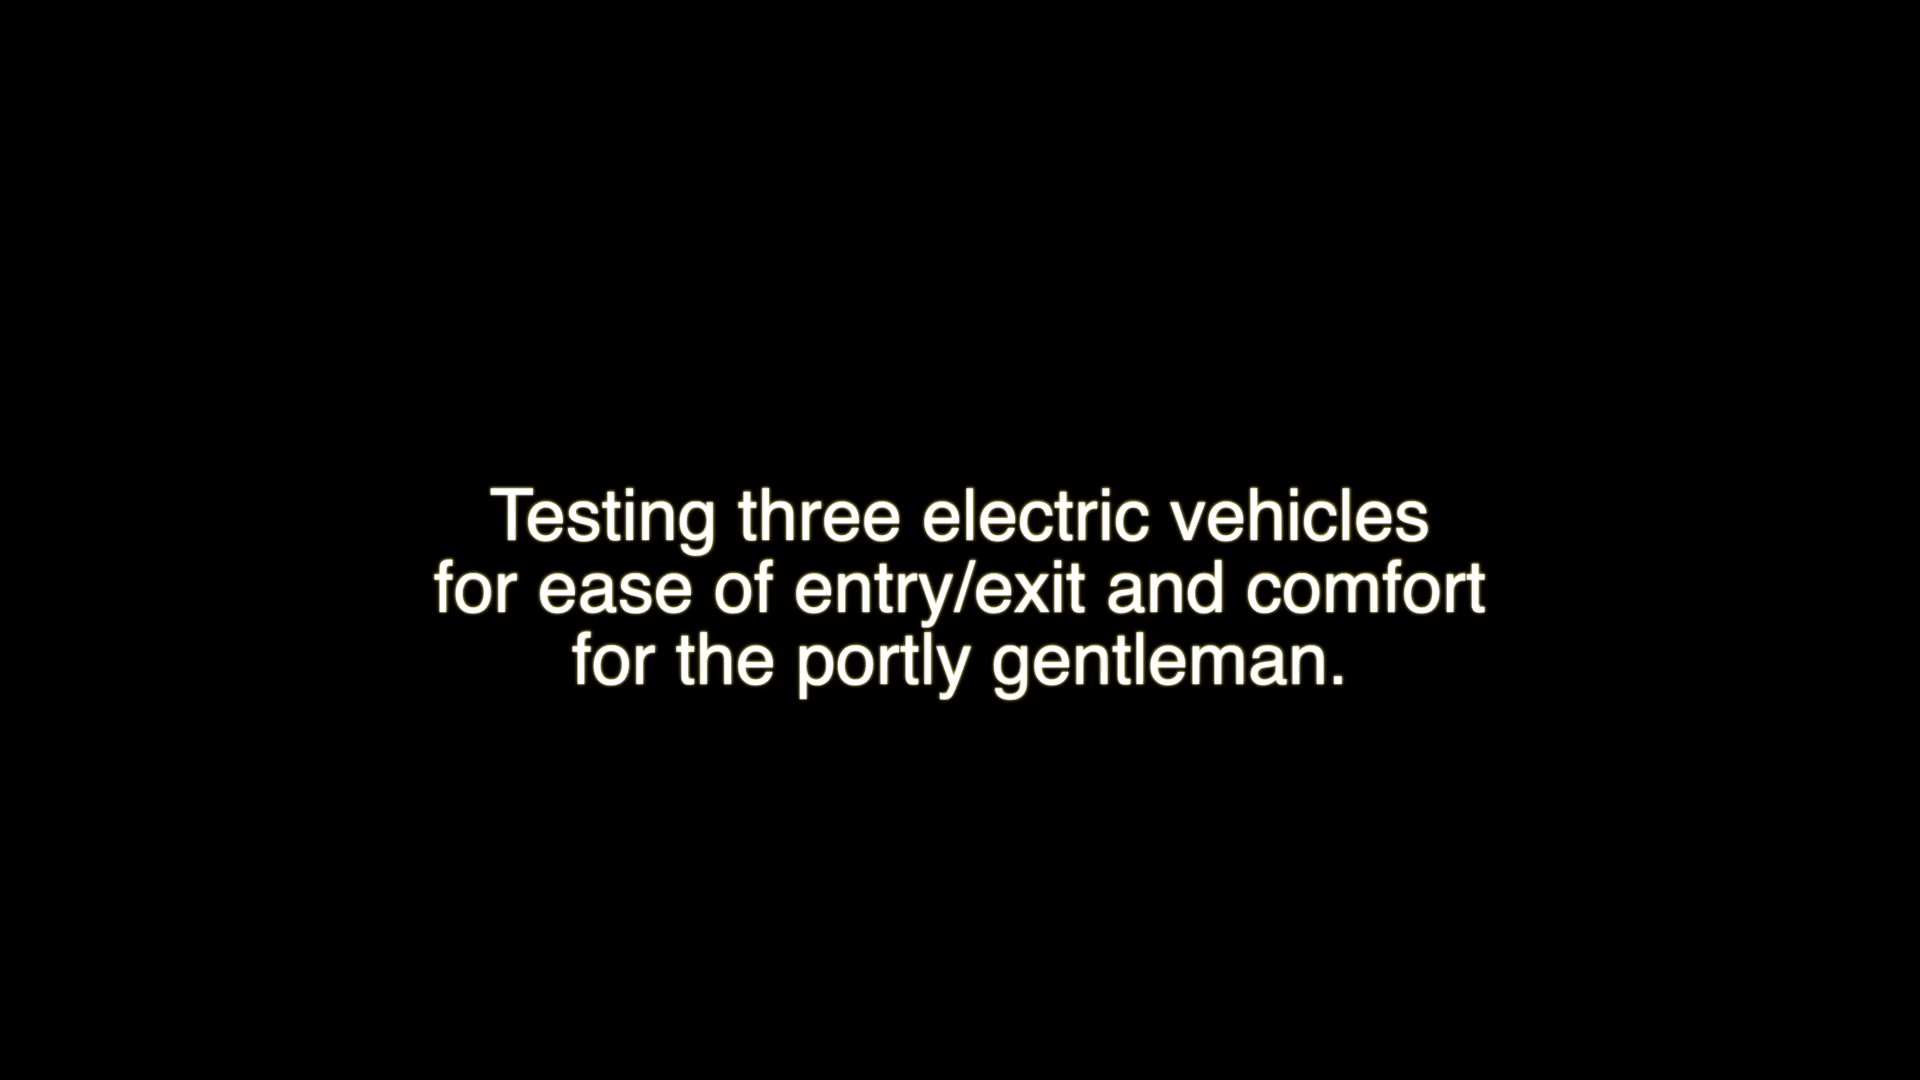 Testing three electric vehicles
for ease of entry/exit and comfort
for the portly gentleman.